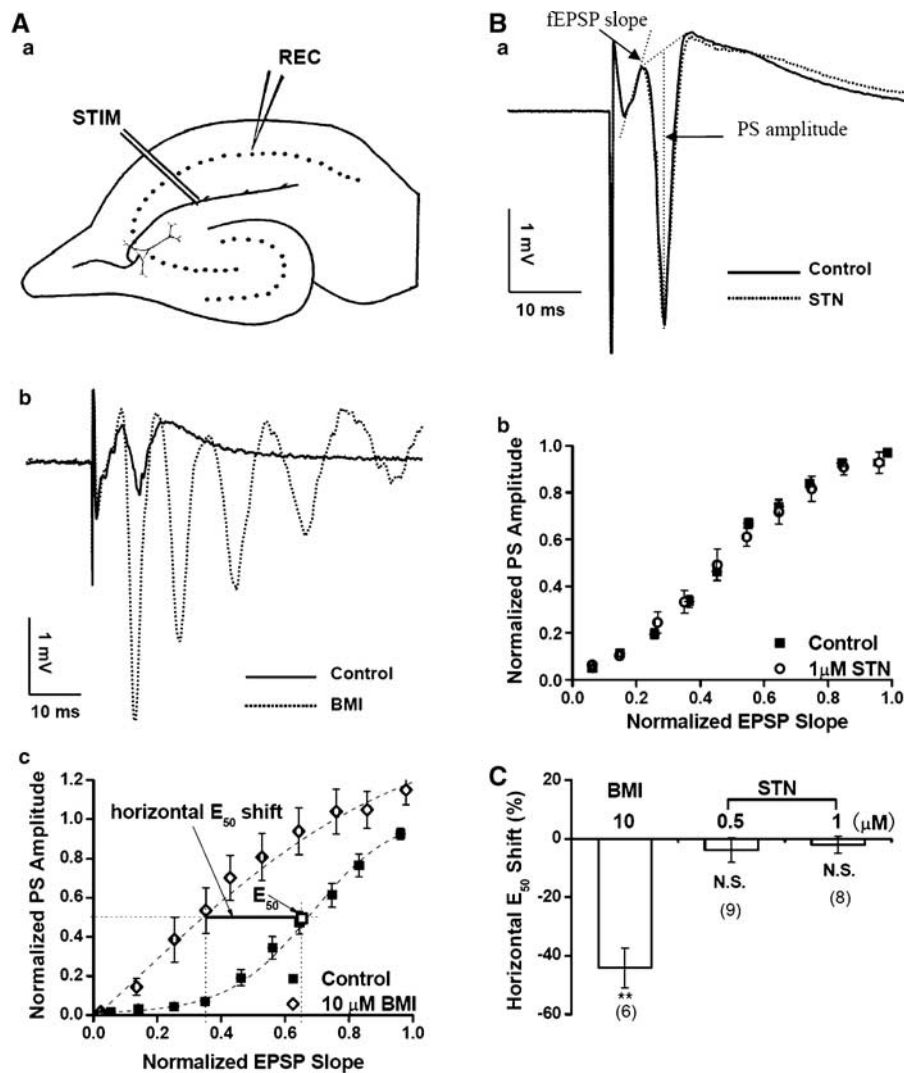 A
a
REC
STIM
b
1 mV
10 ms
Control
BMI
c
Normalized PS Amplitude
1.2
1.0
0.8
0.6
0.4
0.2
0.0
horizontal E50 shift
E50
Control
10 μM BMI
0.0 0.2 0.4 0.6 0.8 1.0
Normalized EPSP Slope
B
a
fEPSP slope
PS amplitude
1 mV
10 ms
Control
STN
b
Normalized PS Amplitude
1.0
0.8
0.6
0.4
0.2
0.0
Control
1μM STN
0.0 0.2 0.4 0.6 0.8 1.0
Normalized EPSP Slope
C
Horizontal E50 Shift (%)
20
0
-20
-40
-60
BMI STN
10 0.5 1 (μM)
N.S. N.S.
(9) (8)
**
(6)